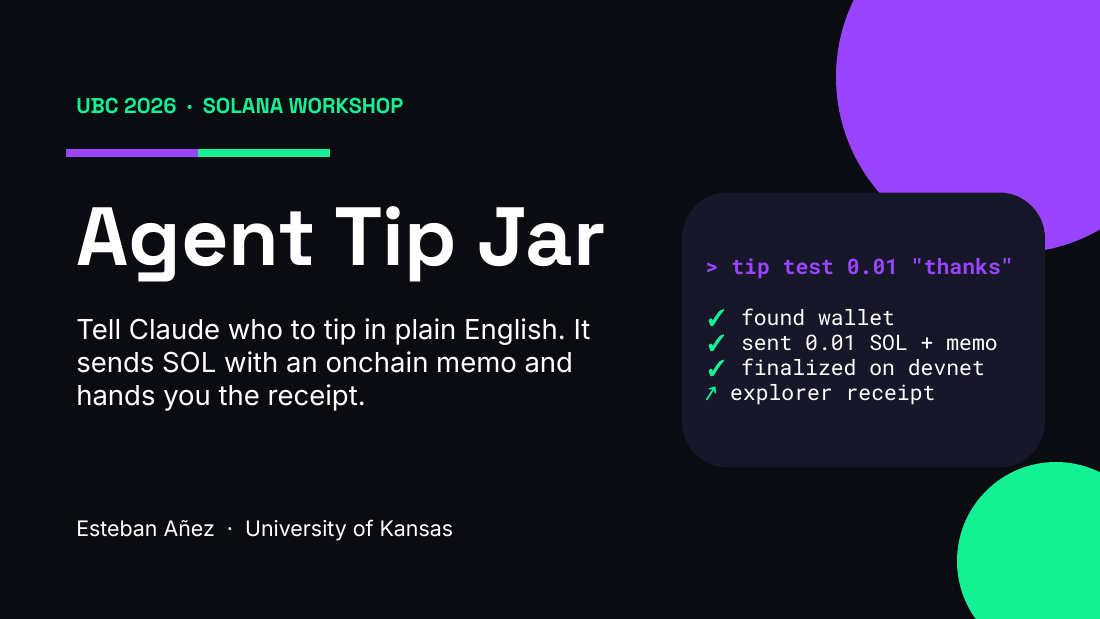 UBC 2026 · SOLANA WORKSHOP
Agent Tip Jar
Tell Claude who to tip in plain English. It
sends SOL with an onchain memo and
hands you the receipt.
> tip test 0.01 "thanks"
✓ found wallet
✓ sent 0.01 SOL + memo
✓ finalized on devnet
↗ explorer receipt
Esteban Añez · University of Kansas